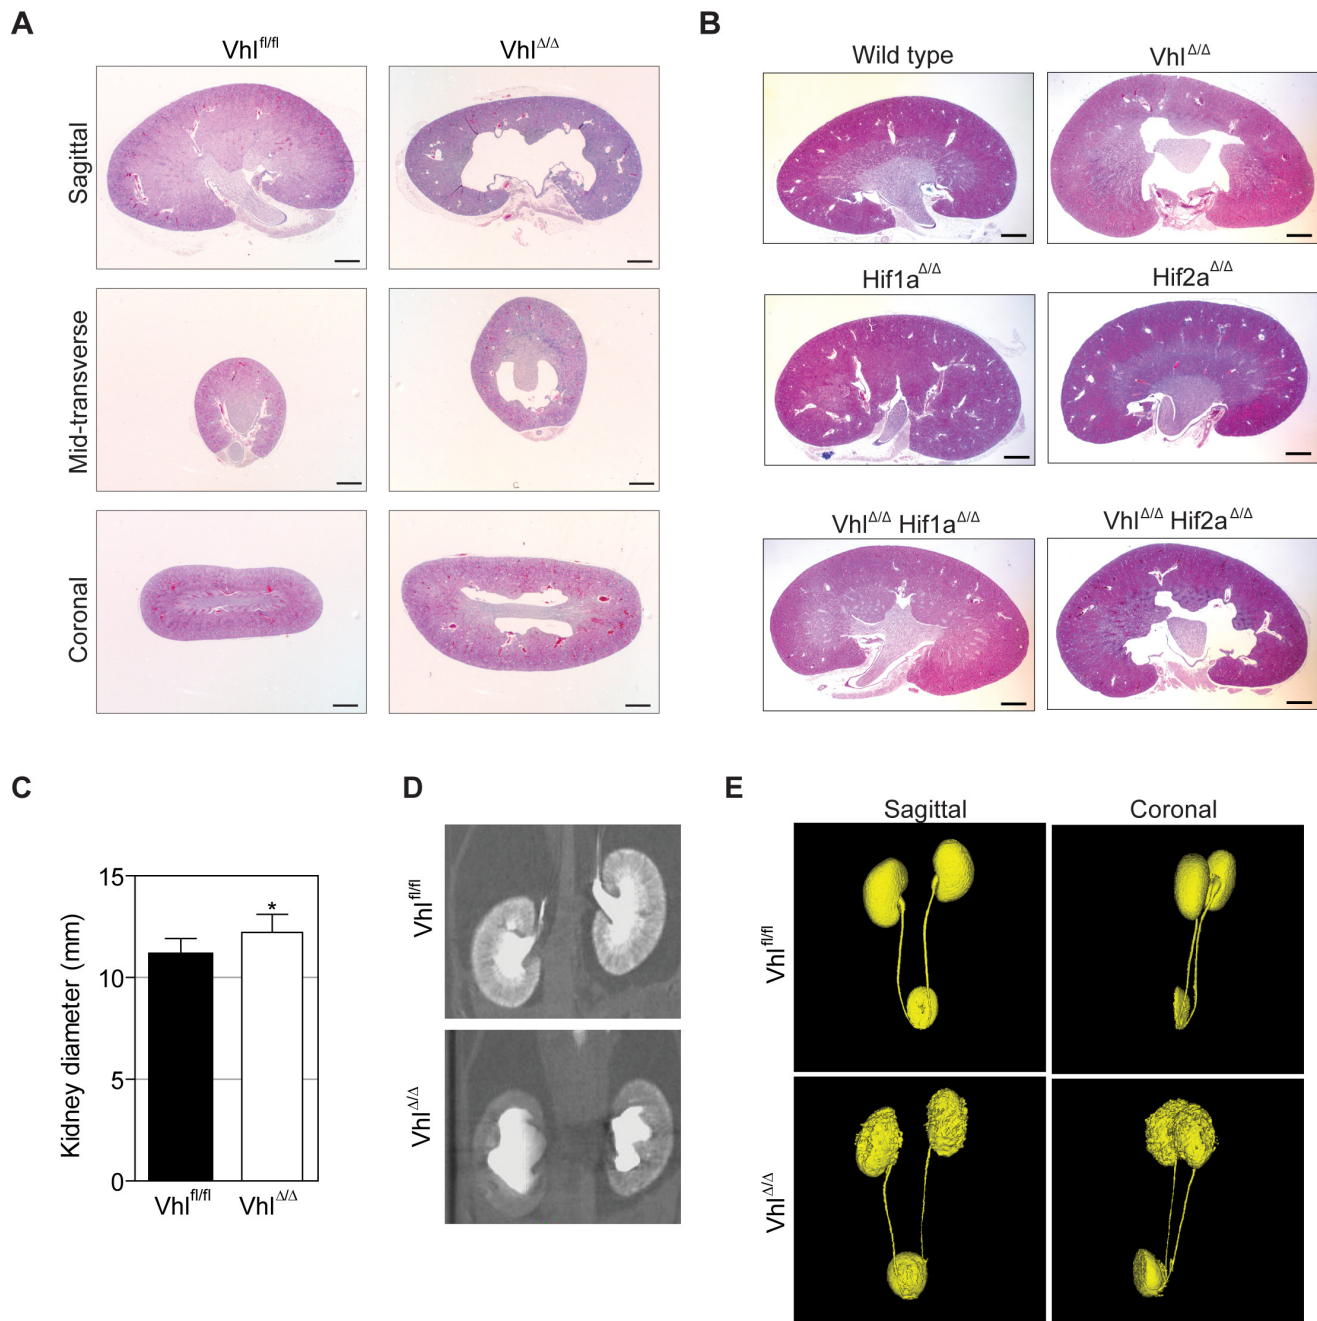 A
Vhl^fl/fl
Vhl^Δ/Δ
Sagittal
Mid-transverse
Coronal
B
Wild type
Vhl^Δ/Δ
Hif1a^Δ/Δ
Hif2a^Δ/Δ
Vhl^Δ/Δ Hif1a^Δ/Δ
Vhl^Δ/Δ Hif2a^Δ/Δ
C
Kidney diameter (mm)
15
10
5
0
*
Vhl^fl/fl
Vhl^Δ/Δ
D
Vhl^fl/fl
Vhl^Δ/Δ
E
Sagittal
Coronal
Vhl^fl/fl
Vhl^Δ/Δ